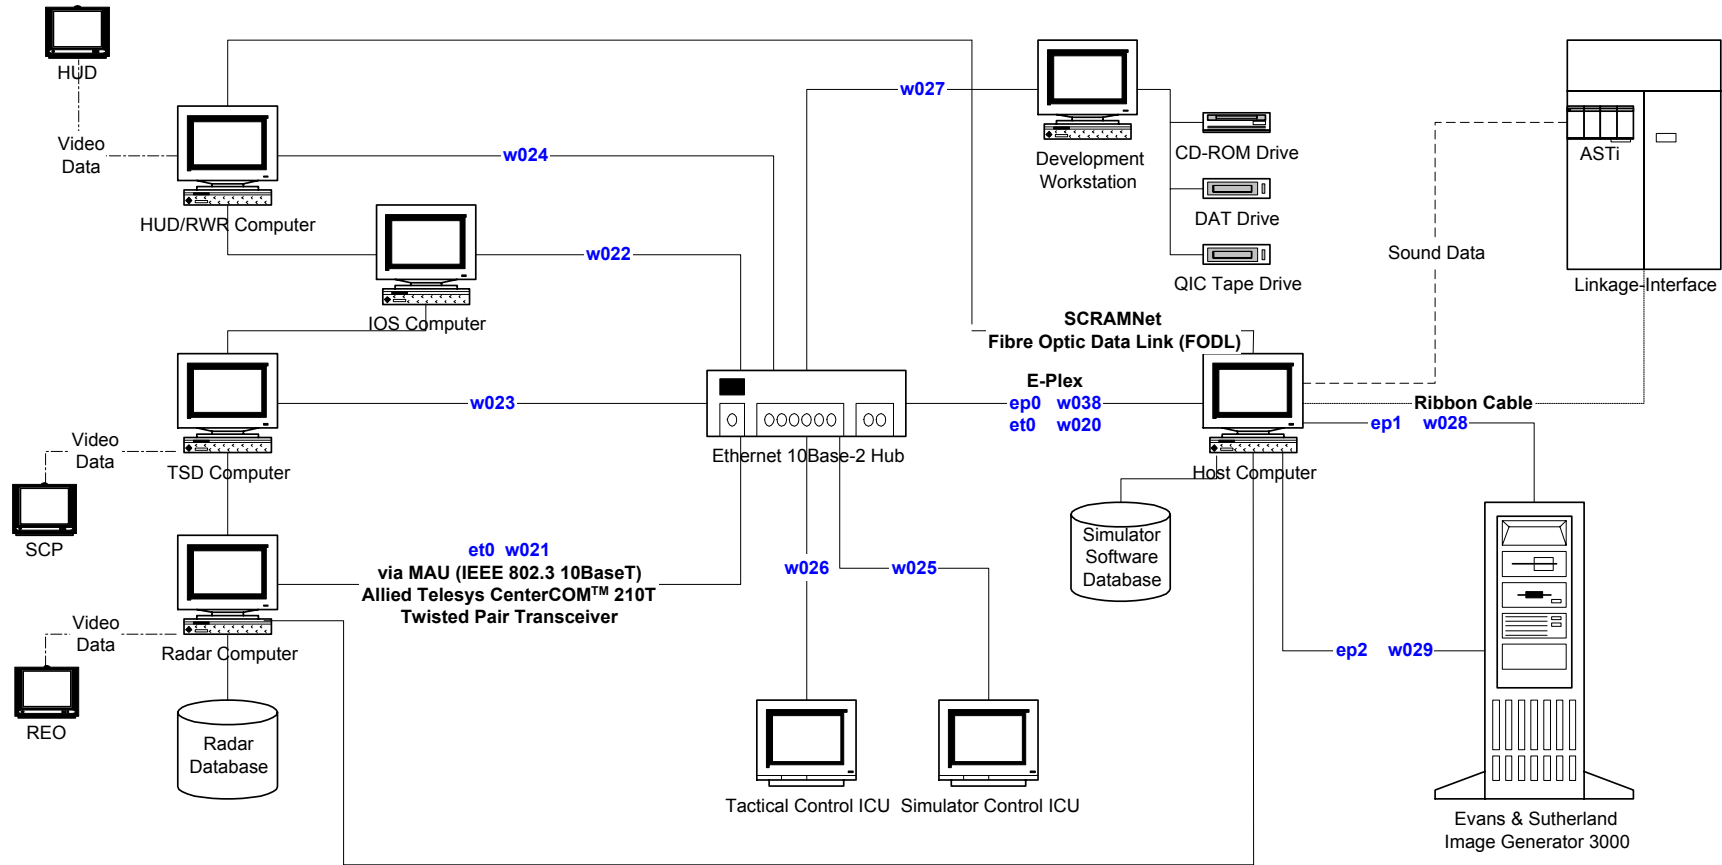 HUD
Video
Data
HUD/RWR Computer
w024
w027
Development
Workstation
CD-ROM Drive
DAT Drive
QIC Tape Drive
ASTi
Sound Data
Linkage-Interface
IOS Computer
w022
SCRAMNet
Fibre Optic Data Link (FODL)
TSD Computer
w023
Video
Data
SCP
Ethernet 10Base-2 Hub
E-Plex
ep0 w038
et0 w020
Host Computer
Ribbon Cable
ep1 w028
Simulator
Software
Database
et0 w021
via MAU (IEEE 802.3 10BaseT)
Allied Telesys CenterCOM™ 210T
Twisted Pair Transceiver
w026
w025
Video
Data
REO
Radar Computer
Radar
Database
ep2 w029
Tactical Control ICU
Simulator Control ICU
Evans & Sutherland
Image Generator 3000